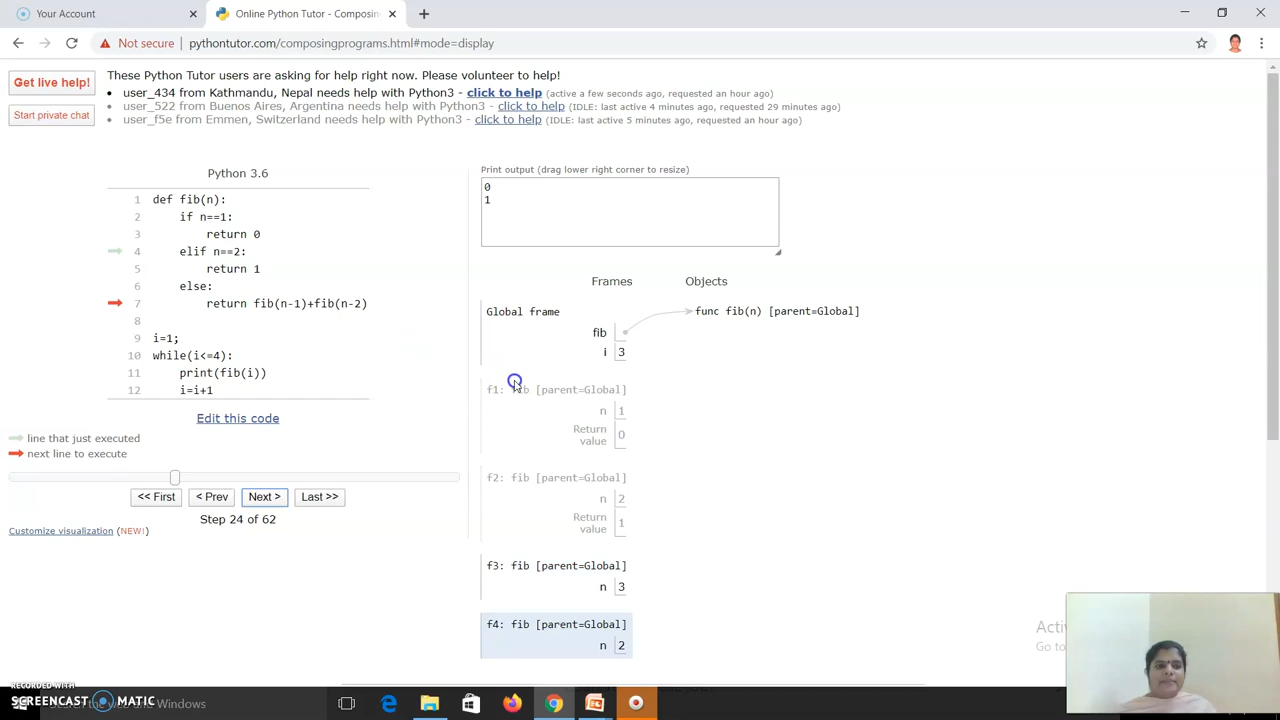 Your Account
Online Python Tutor - Composin
Not secure
pythontutor.com/composingprograms.html#mode=display
Get live help!
Start private chat
These Python Tutor users are asking for help right now. Please volunteer to help!
• user_434 from Kathmandu, Nepal needs help with Python3 - click to help (active a few seconds ago, requested an hour ago)
• user_522 from Buenos Aires, Argentina needs help with Python3 - click to help (IDLE: last active 4 minutes ago, requested 29 minutes ago)
• user_f5e from Emmen, Switzerland needs help with Python3 - click to help (IDLE: last active 5 minutes ago, requested an hour ago)
Python 3.6
1 def fib(n):
2 if n==1:
3 return 0
4 elif n==2:
5 return 1
6 else:
7 return fib(n-1)+fib(n-2)
8
9 i=1;
10 while(i<=4):
11 print(fib(i))
12 i=i+1
Edit this code
line that just executed
next line to execute
<< First < Prev Next > Last >>
Step 24 of 62
Customize visualization (NEW!)
Print output (drag lower right corner to resize)
0
1
Frames Objects
Global frame
fib
i 3
func fib(n) [parent=Global]
f1: fib [parent=Global]
n 1
Return
value 0
f2: fib [parent=Global]
n 2
Return
value 1
f3: fib [parent=Global]
n 3
f4: fib [parent=Global]
n 2
Go to
RECORDED WITH
SCREENCAST MATIC
Windows